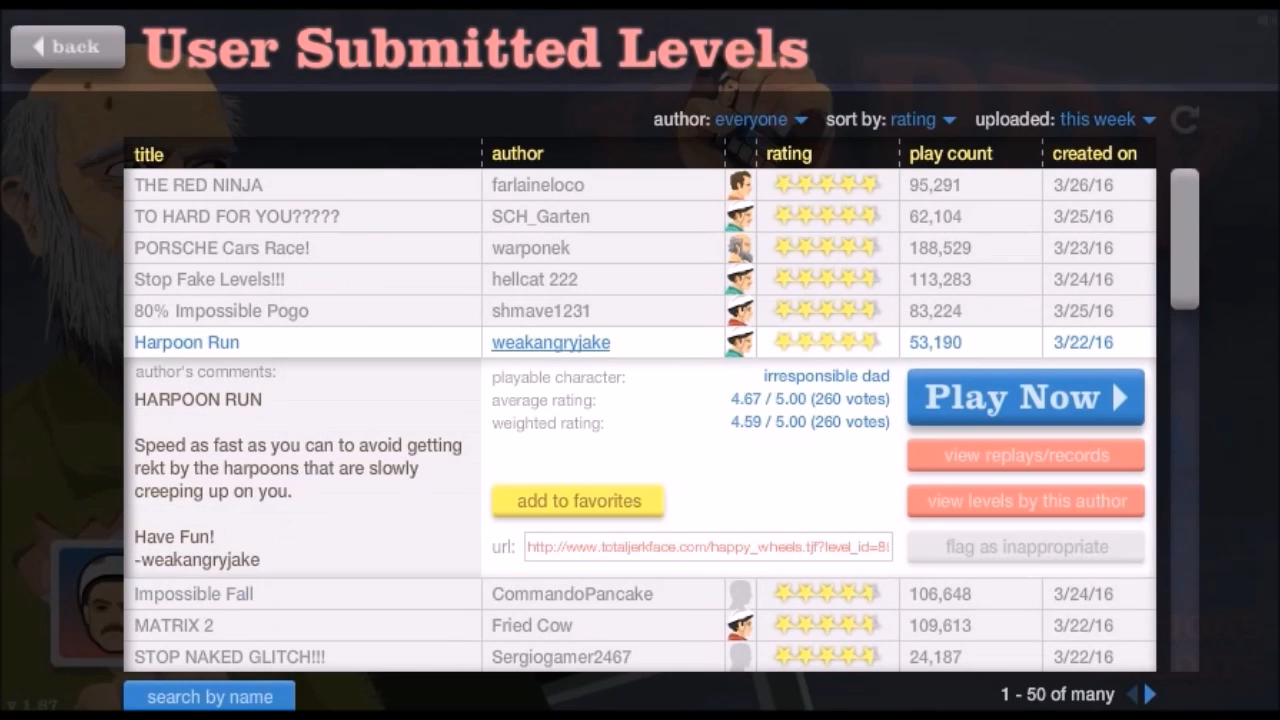 back
User Submitted Levels
author: everyone sort by: rating uploaded: this week
title author rating play count created on
THE RED NINJA farlaineloco 95,291 3/26/16
TO HARD FOR YOU????? SCH_Garten 62,104 3/25/16
PORSCHE Cars Race! warponek 188,529 3/23/16
Stop Fake Levels!!! hellcat 222 113,283 3/24/16
80% Impossible Pogo shmave1231 83,224 3/25/16
Harpoon Run weakangryjake 53,190 3/22/16
author's comments:
HARPOON RUN
Speed as fast as you can to avoid getting
rekt by the harpoons that are slowly
creeping up on you.
Have Fun!
-weakangryjake
playable character: irresponsible dad
average rating: 4.67 / 5.00 (260 votes)
weighted rating: 4.59 / 5.00 (260 votes)
add to favorites
url: http://www.totaljerkface.com/happy_wheels.tjf?level_id=8
Play Now
view replays/records
view levels by this author
flag as inappropriate
Impossible Fall CommandoPancake 106,648 3/24/16
MATRIX 2 Fried Cow 109,613 3/22/16
STOP NAKED GLITCH!!! Sergiogamer2467 24,187 3/22/16
search by name
1 - 50 of many
v 1.87